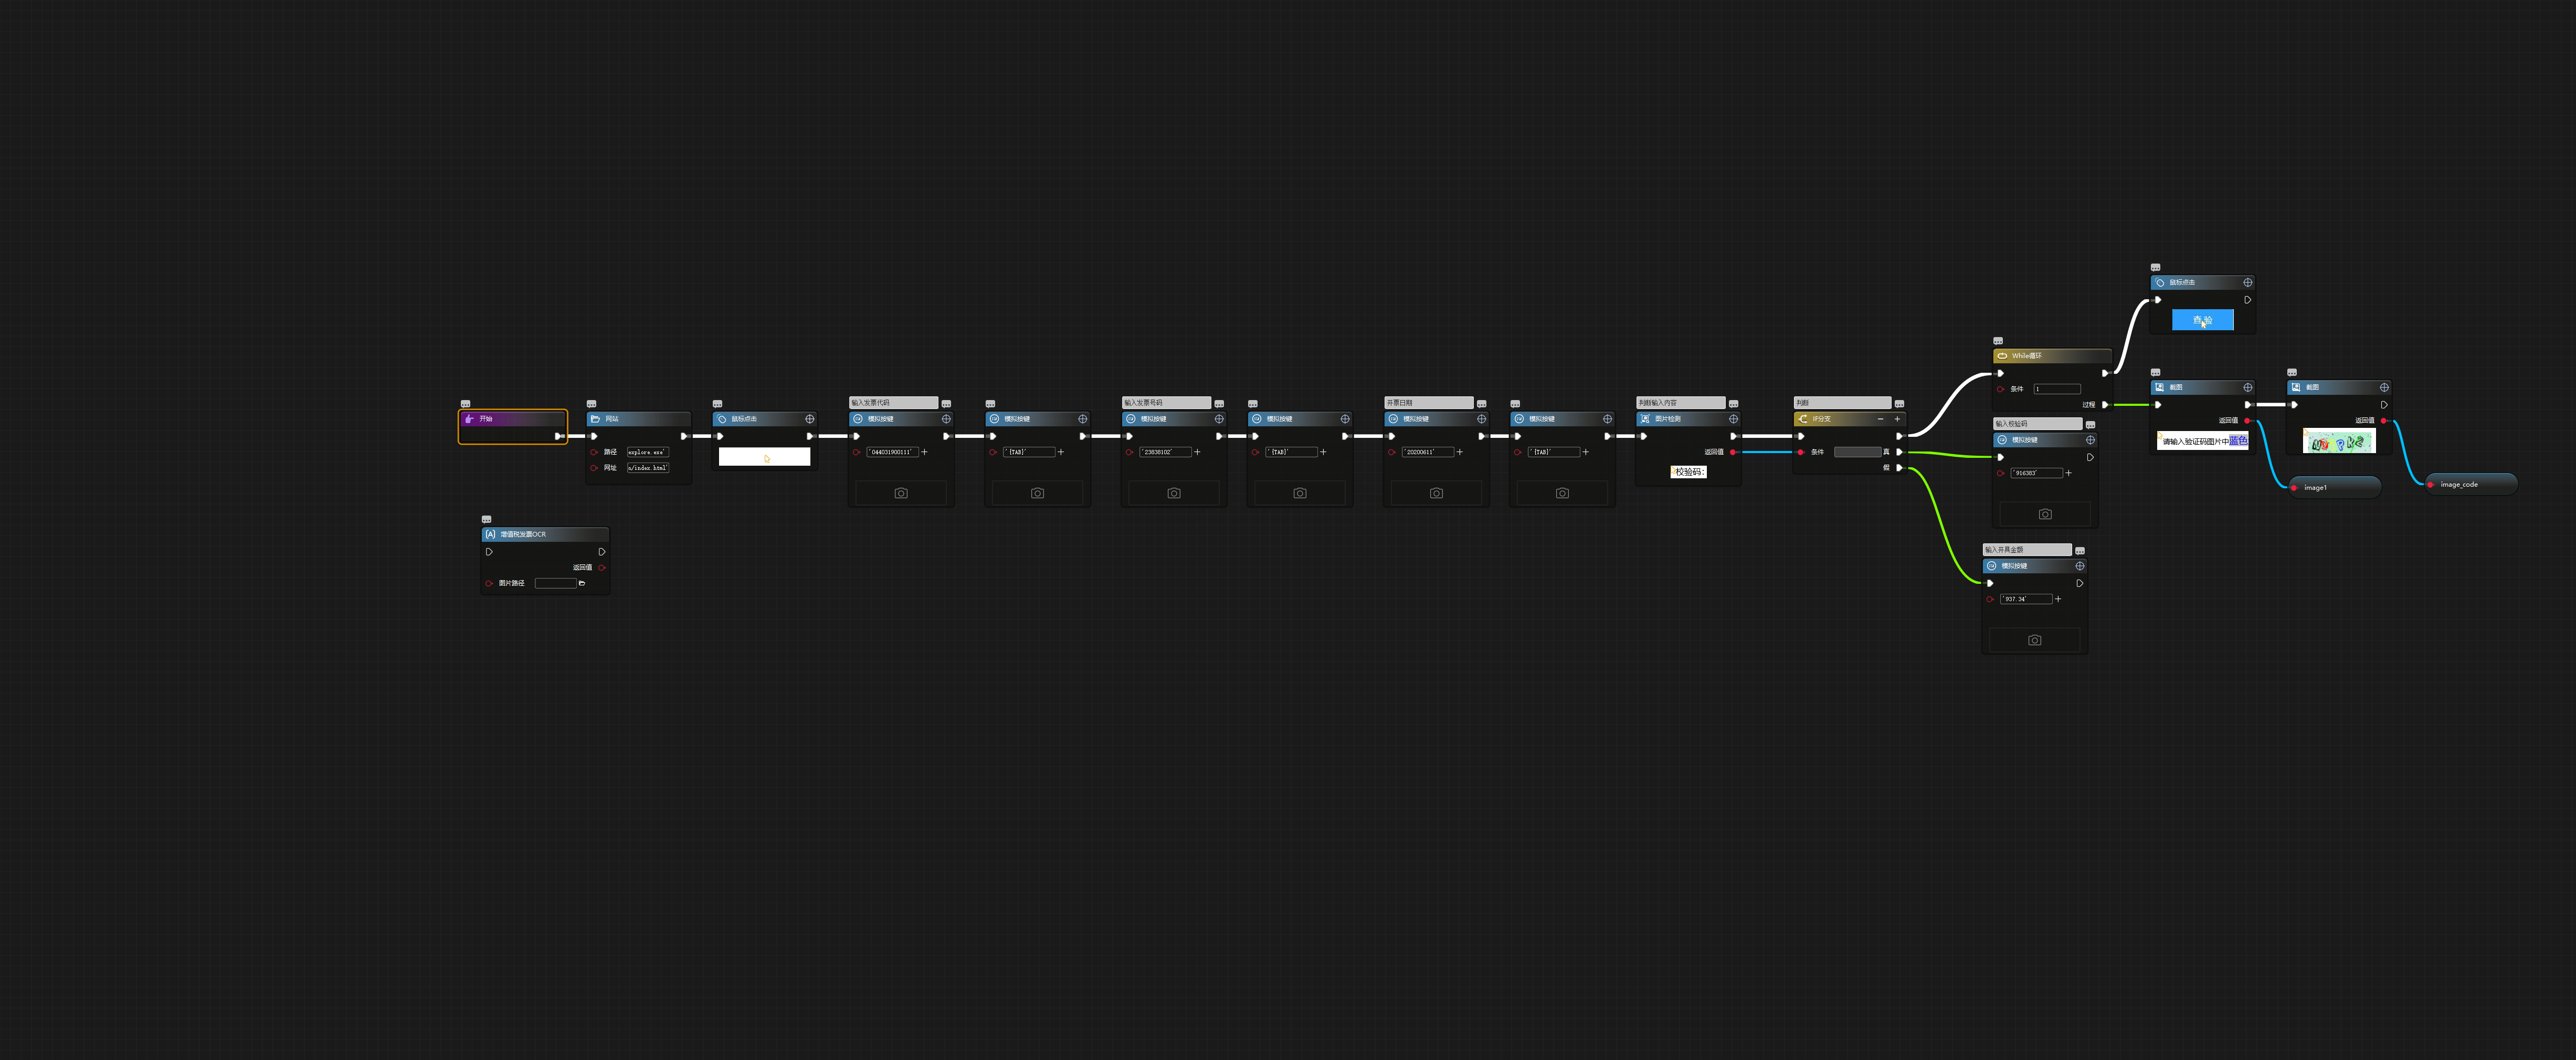 开始
网站
路径
explore.exe'
网址
n/index.html'
鼠标点击
输入发票代码
模拟按键
'044031900111'
模拟按键
'{TAB}'
输入发票号码
模拟按键
'23838102'
模拟按键
'{TAB}'
开票日期
模拟按键
'20200611'
模拟按键
'{TAB}'
判断输入内容
图片检测
返回值
校验码:
判断
IF分支
条件
真
假
While循环
条件
1
过程
鼠标点击
查 验
截图
返回值
请输入验证码图片中蓝色
image1
截图
返回值
image_code
输入校验码
模拟按键
'916383'
输入开具金额
模拟按键
'937.34'
增值税发票OCR
返回值
图片路径